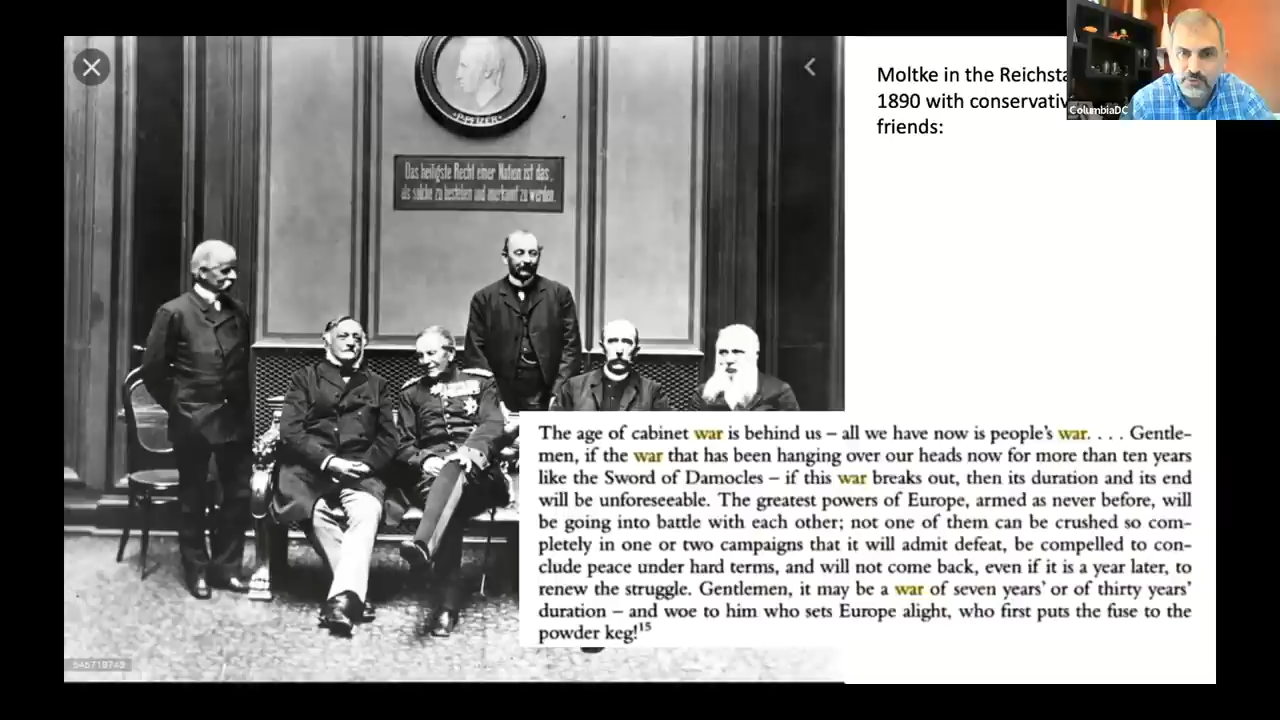 Moltke in the Reichsta
1890 with conservativ
friends:
ColumbiaDC
PFIZER
Das heiligste Recht einer Nation ist das,
als solche zu bestehen und anerkannt zu werden.
The age of cabinet war is behind us – all we have now is people's war. . . . Gentle-
men, if the war that has been hanging over our heads now for more than ten years
like the Sword of Damocles – if this war breaks out, then its duration and its end
will be unforeseeable. The greatest powers of Europe, armed as never before, will
be going into battle with each other; not one of them can be crushed so com-
pletely in one or two campaigns that it will admit defeat, be compelled to con-
clude peace under hard terms, and will not come back, even if it is a year later, to
renew the struggle. Gentlemen, it may be a war of seven years' or of thirty years'
duration – and woe to him who sets Europe alight, who first puts the fuse to the
powder keg!15
545718749